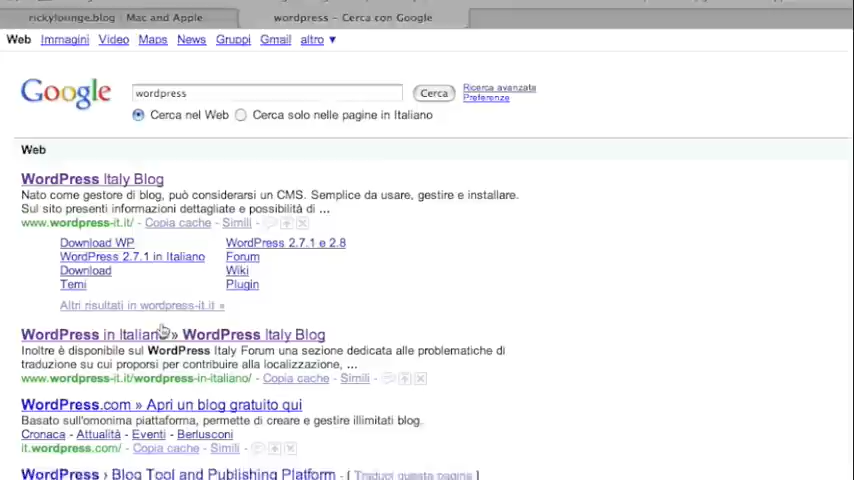 rickylounge.blog - Mac and Apple
wordpress - Cerca con Google
Web Immagini Video Maps News Gruppi Gmail altro ▼
Google
wordpress
Cerca
Ricerca avanzata
Preferenze
Cerca nel Web Cerca solo nelle pagine in Italiano
Web
WordPress Italy Blog
Nato come gestore di blog, può considerarsi un CMS. Semplice da usare, gestire e installare.
Sul sito presenti informazioni dettagliate e possibilità di ...
www.wordpress-it.it/ - Copia cache - Simili -
Download WP
WordPress 2.7.1 e 2.8
WordPress 2.7.1 in Italiano
Forum
Download
Wiki
Temi
Plugin
Altri risultati in wordpress-it.it »
WordPress in Italiano » WordPress Italy Blog
Inoltre è disponibile sul WordPress Italy Forum una sezione dedicata alle problematiche di
traduzione su cui proporsi per contribuire alla localizzazione, ...
www.wordpress-it.it/wordpress-in-italiano/ - Copia cache - Simili -
WordPress.com » Apri un blog gratuito qui
Basato sull'omonima piattaforma, permette di creare e gestire illimitati blog.
Cronaca - Attualità - Eventi - Berlusconi
it.wordpress.com/ - Copia cache - Simili -
WordPress › Blog Tool and Publishing Platform - [ Traduci questa pagina ]